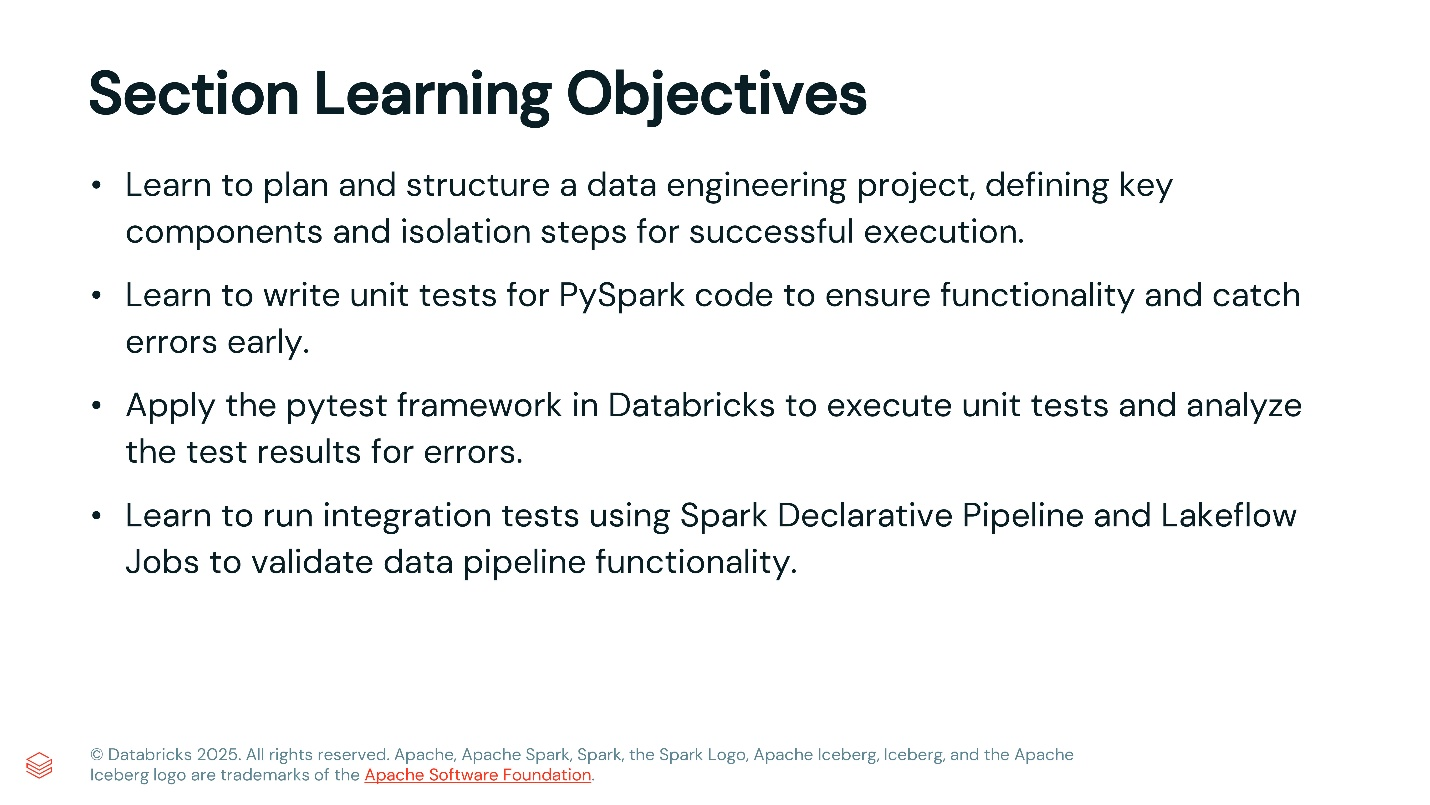 Section Learning Objectives
• Learn to plan and structure a data engineering project, defining key
components and isolation steps for successful execution.
• Learn to write unit tests for PySpark code to ensure functionality and catch
errors early.
• Apply the pytest framework in Databricks to execute unit tests and analyze
the test results for errors.
• Learn to run integration tests using Spark Declarative Pipeline and Lakeflow
Jobs to validate data pipeline functionality.
© Databricks 2025. All rights reserved. Apache, Apache Spark, Spark, the Spark Logo, Apache Iceberg, Iceberg, and the Apache
Iceberg logo are trademarks of the Apache Software Foundation.